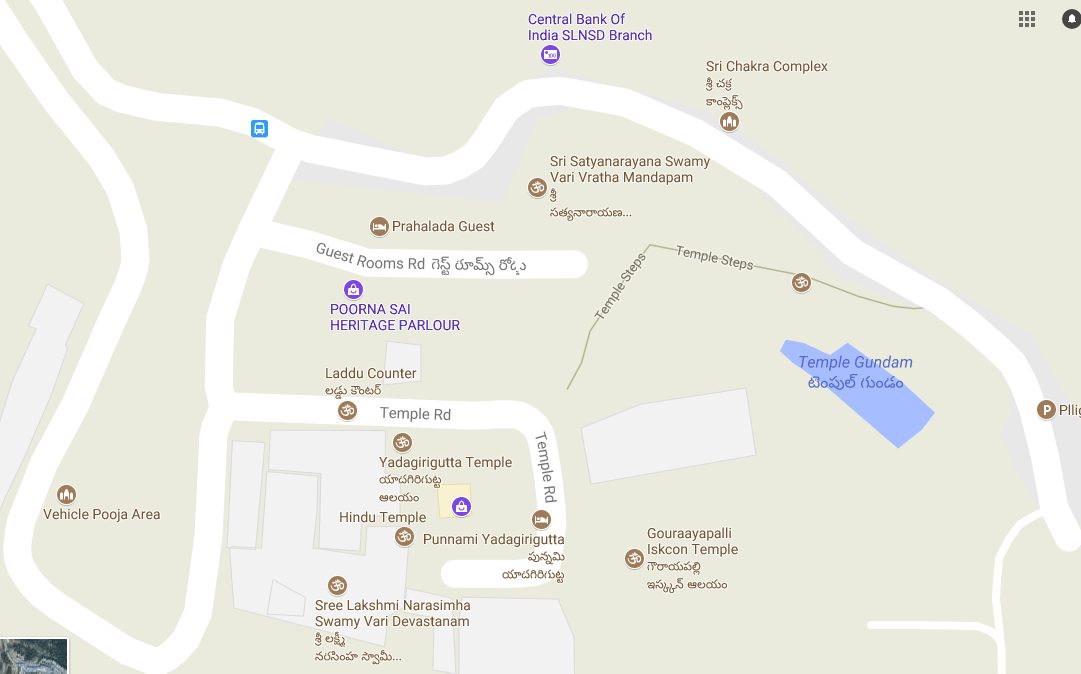 Central Bank Of
India SLNSD Branch
Sri Chakra Complex
శ్రీ చక్ర
కాంప్లెక్స్
Sri Satyanarayana Swamy
Vari Vratha Mandapam
శ్రీ
సత్యనారాయణ...
Prahalada Guest
Guest Rooms Rd గెస్ట్ రూమ్స్ రోడ్డు
Temple Steps
Temple Steps
POORNA SAI
HERITAGE PARLOUR
Temple Gundam
టెంపుల్ గుండం
Laddu Counter
లడ్డు కౌంటర్
Temple Rd
P
Temple Rd
Yadagirigutta Temple
యాదగిరిగుట్ట
ఆలయం
Vehicle Pooja Area
Hindu Temple
Punnami Yadagirigutta
పున్నమి
యాదగిరిగుట్ట
Gouraayapalli
Iskcon Temple
గౌరాయపల్లి
ఇస్క్కున్ ఆలయం
Sree Lakshmi Narasimha
Swamy Vari Devastanam
శ్రీ లక్ష్మీ
నరసింహ స్వామీ...